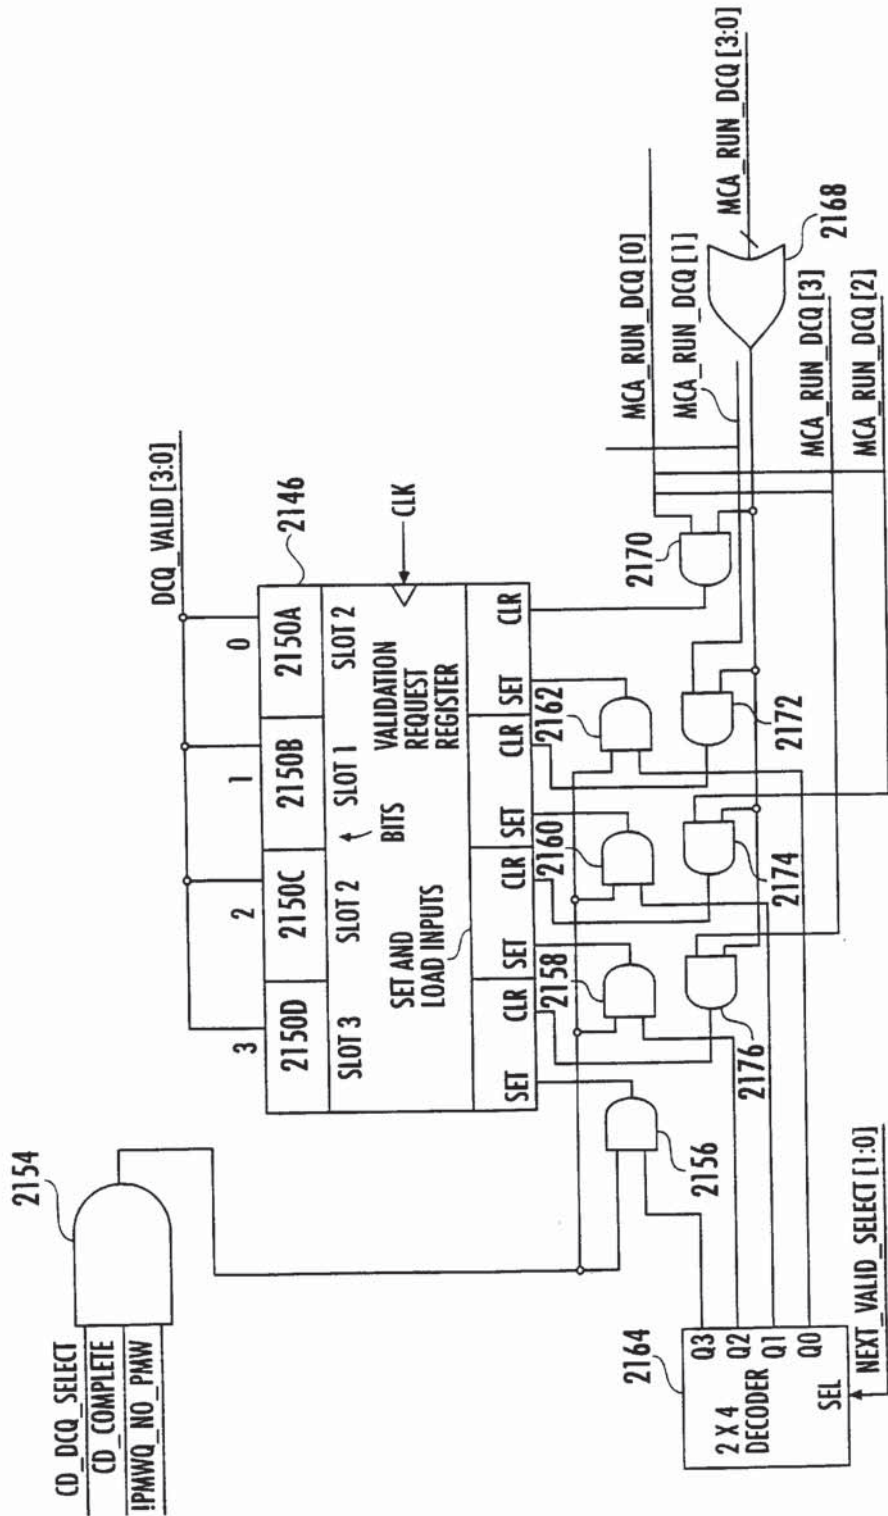 CD_DCQ_SELECT
CD_COMPLETE
!PMWQ_NO_PMW
2154
DCQ_VALID [3:0]
3
2
1
0
2146
2150D
2150C
2150B
2150A
SLOT 3
SLOT 2
SLOT 1
SLOT 2
BITS
VALIDATION
REQUEST
REGISTER
CLK
SET AND
LOAD INPUTS
SET
CLR
SET
CLR
SET
CLR
SET
CLR
2156
2158
2160
2162
2164
Q3
Q2
Q1
Q0
2 X 4
DECODER
SEL
NEXT_VALID_SELECT [1:0]
2176
2174
2172
2170
MCA_RUN_DCQ [0]
MCA_RUN_DCQ [1]
MCA_RUN_DCQ [3:0]
2168
MCA_RUN_DCQ [3]
MCA_RUN_DCQ [2]